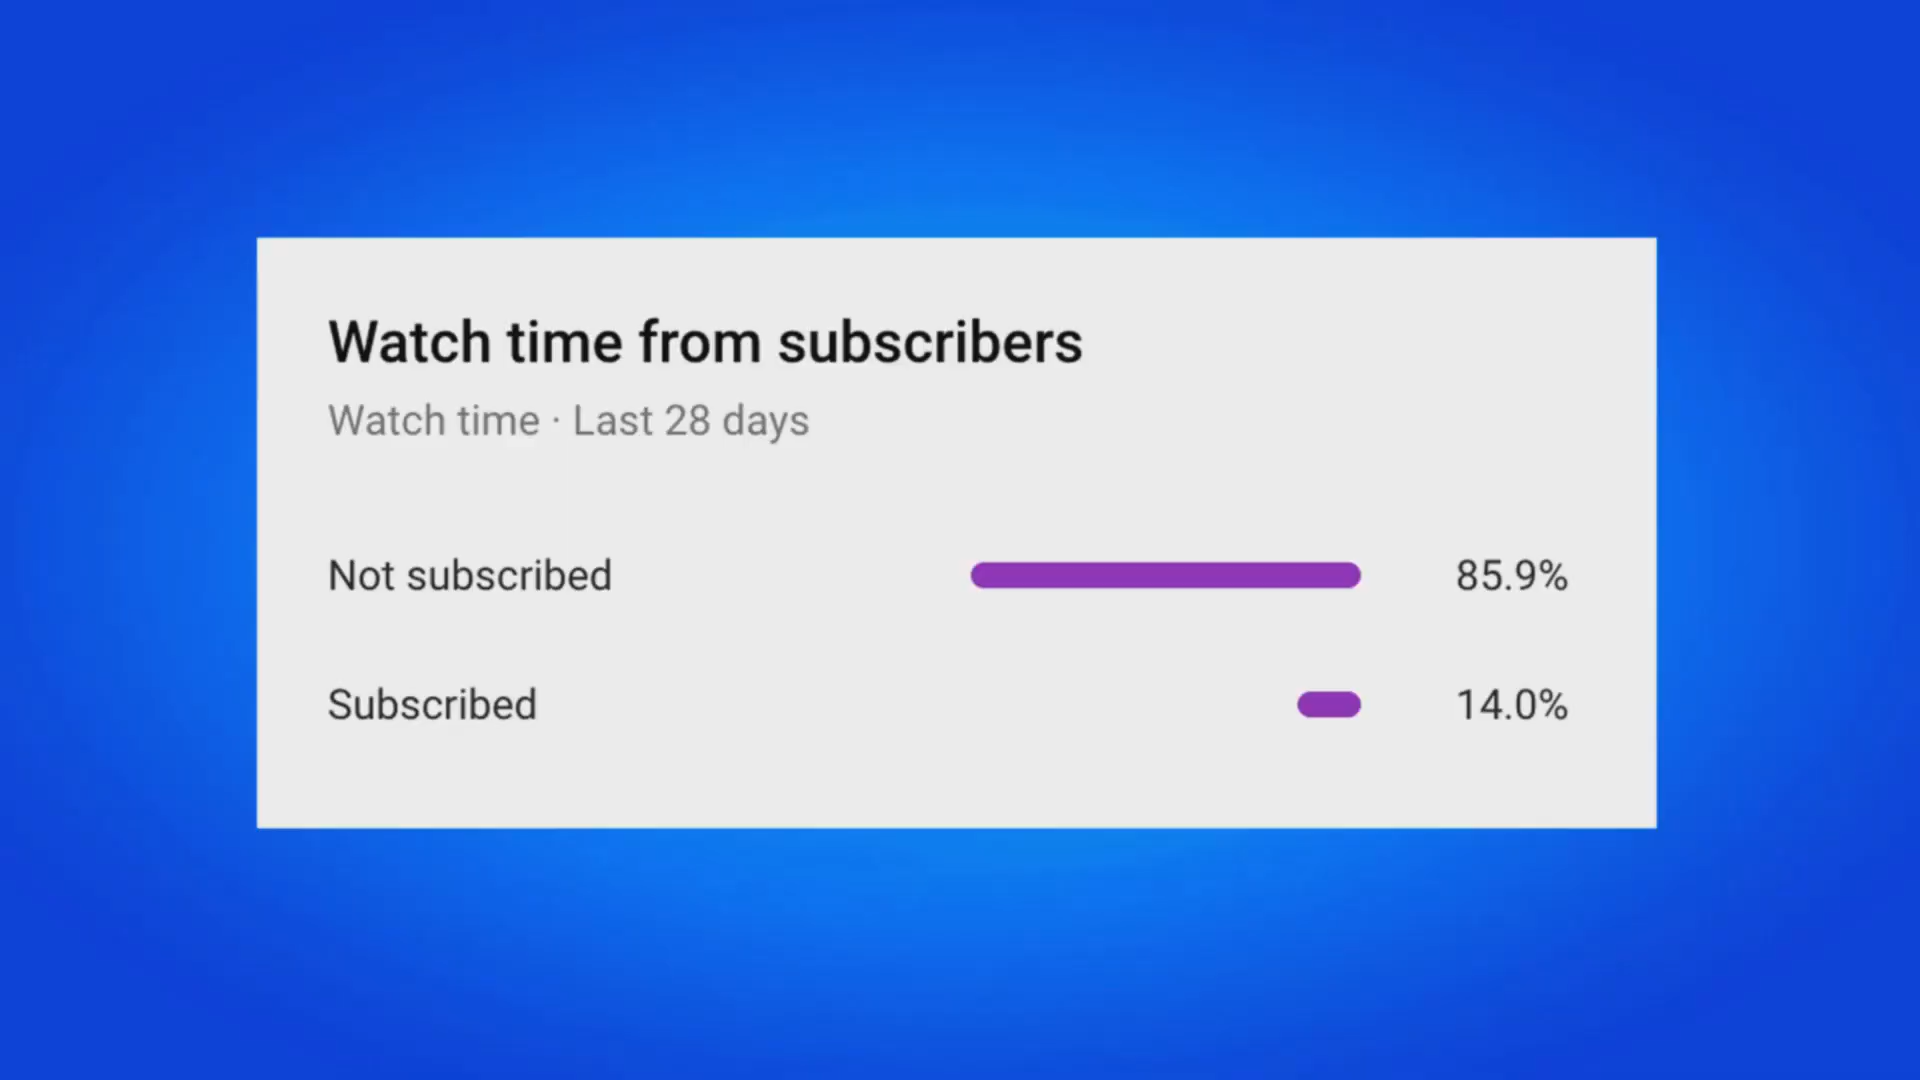 Watch time from subscribers
Watch time · Last 28 days
Not subscribed 85.9%
Subscribed 14.0%